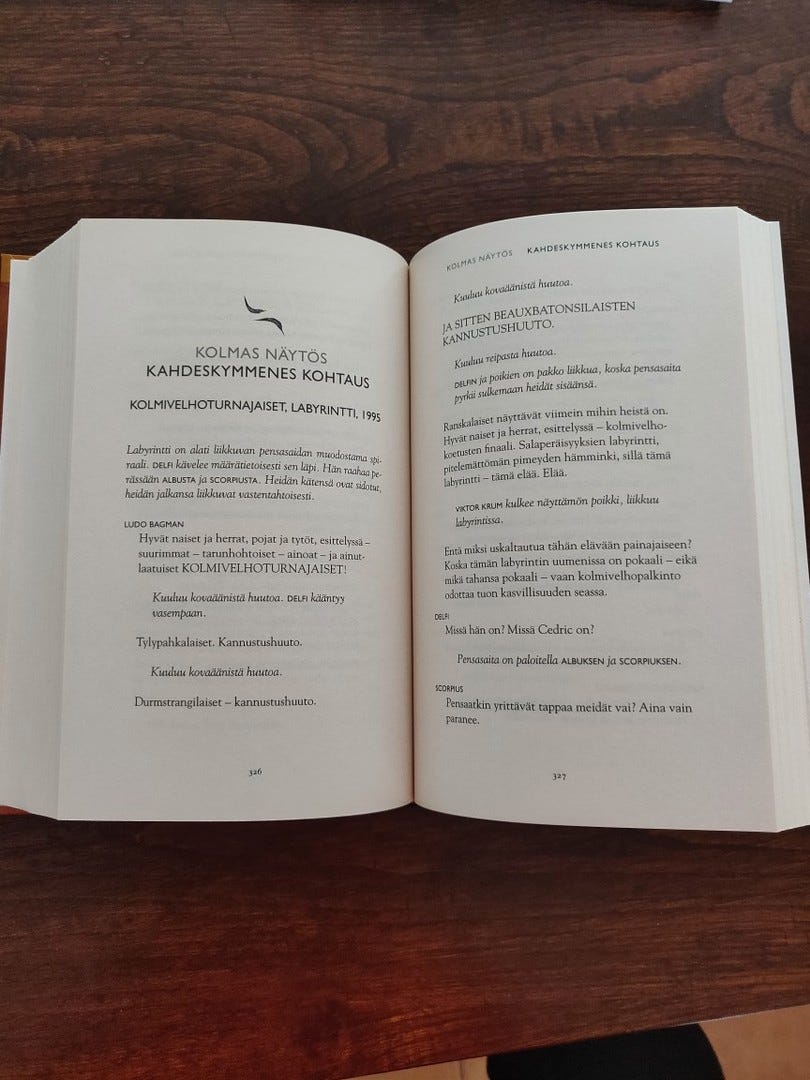 KOLMAS NÄYTÖS
KAHDESKYMMENES KOHTAUS
KOLMIVELHOTURNAJAISET, LABYRINTTI, 1995
Labyrintti on alati liikkuvan pensasaidan muodostama spi-
raali. DELFI kävelee määrätietoisesti sen läpi. Hän raahaa pe-
rässään ALBUSTA ja SCORPIUSTA. Heidän kätensä ovat sidotut,
heidän jalkansa liikkuvat vastentahtoisesti.
LUDO BAGMAN
Hyvät naiset ja herrat, pojat ja tytöt, esittelyssä –
suurimmat – tarunhohtoiset – ainoat – ja ainut-
laatuiset KOLMIVELHOTURNAJAISET!
Kuuluu kovaäänistä huutoa. DELFI kääntyy
vasempaan.
Tylypahkalaiset. Kannustushuuto.
Kuuluu kovaäänistä huutoa.
Durmstrangilaiset – kannustushuuto.
326
KOLMAS NÄYTÖS KAHDESKYMMENES KOHTAUS
Kuuluu kovaäänistä huutoa.
JA SITTEN BEAUXBATONSILAISTEN
KANNUSTUSHUUTO.
Kuuluu reipasta huutoa.
DELFIN ja poikien on pakko liikkua, koska pensasaita
pyrkii sulkemaan heidät sisäänsä.
Ranskalaiset näyttävät viimein mihin heistä on.
Hyvät naiset ja herrat, esittelyssä – kolmivelho-
koetusten finaali. Salaperäisyyksien labyrintti,
pitelemättömän pimeyden hämminki, sillä tämä
labyrintti – tämä elää. Elää.
VIKTOR KRUM kulkee näyttämön poikki, liikkuu
labyrintissa.
Entä miksi uskaltautua tähän elävään painajaiseen?
Koska tämän labyrintin uumenissa on pokaali – eikä
mikä tahansa pokaali – vaan kolmivelhopalkinto
odottaa tuon kasvillisuuden seassa.
DELFI
Missä hän on? Missä Cedric on?
Pensasaita on paloitella ALBUKSEN ja SCORPIUKSEN.
SCORPIUS
Pensaatkin yrittävät tappaa meidät vai? Aina vain
paranee.
327